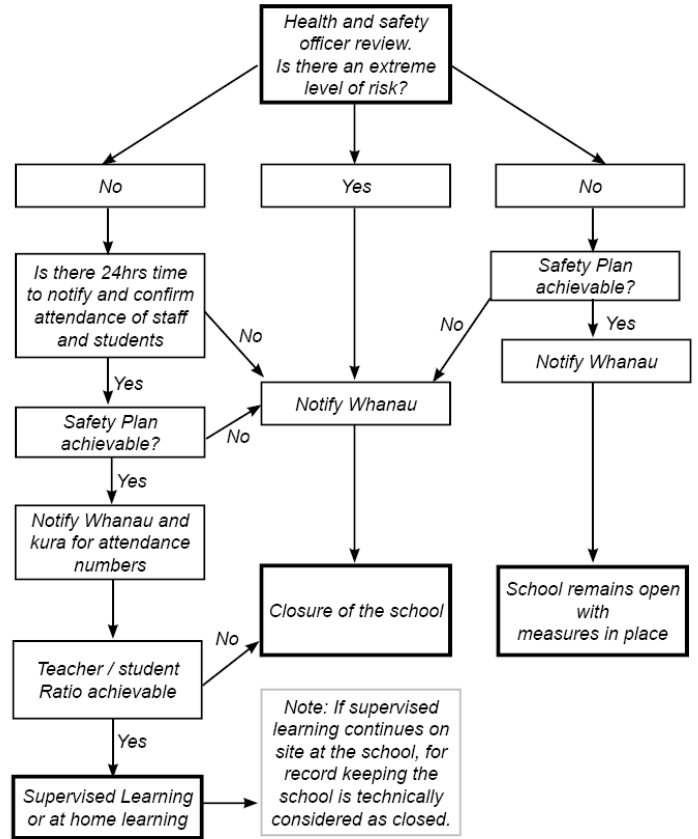 Health and safety
officer review.
Is there an extreme
level of risk?
No
Yes
No
Is there 24hrs time
to notify and confirm
attendance of staff
and students
Safety Plan
achievable?
No
No
Yes
Notify Whanau
Notify Whanau
Yes
Safety Plan
achievable?
No
Yes
Notify Whanau and
kura for attendance
numbers
Closure of the school
School remains open
with
measures in place
No
Teacher / student
Ratio achievable
Yes
Note: If supervised
learning continues on
site at the school, for
record keeping the
school is technically
considered as closed.
Supervised Learning
or at home learning